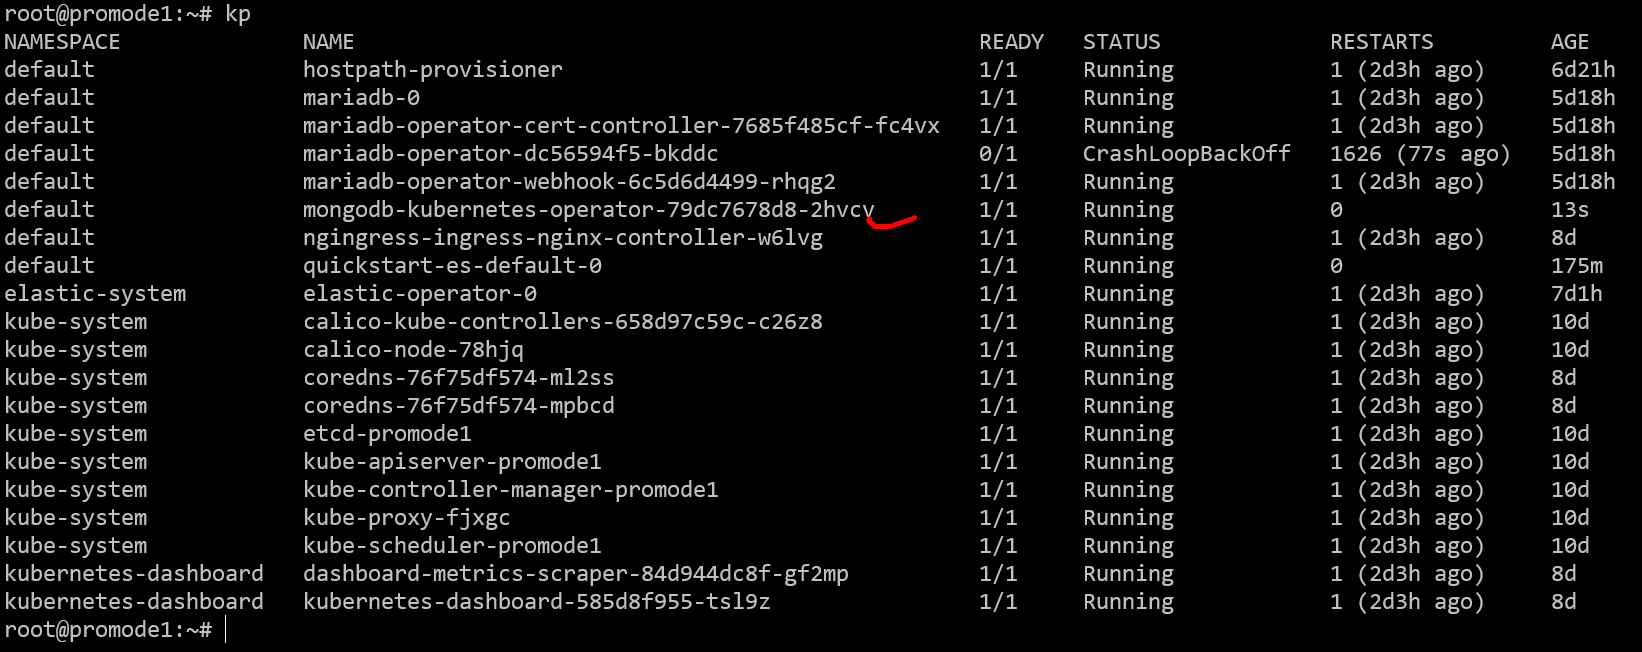 root@promode1:~# kp
NAMESPACE NAME READY STATUS RESTARTS AGE
default hostpath-provisioner 1/1 Running 1 (2d3h ago) 6d21h
default mariadb-0 1/1 Running 1 (2d3h ago) 5d18h
default mariadb-operator-cert-controller-7685f485cf-fc4vx 1/1 Running 1 (2d3h ago) 5d18h
default mariadb-operator-dc56594f5-bkddc 0/1 CrashLoopBackOff 1626 (77s ago) 5d18h
default mariadb-operator-webhook-6c5d6d4499-rhqg2 1/1 Running 1 (2d3h ago) 5d18h
default mongodb-kubernetes-operator-79dc7678d8-2hvcv 1/1 Running 0 13s
default ngingress-ingress-nginx-controller-w6lvg 1/1 Running 1 (2d3h ago) 8d
default quickstart-es-default-0 1/1 Running 0 175m
elastic-system elastic-operator-0 1/1 Running 1 (2d3h ago) 7d1h
kube-system calico-kube-controllers-658d97c59c-c26z8 1/1 Running 1 (2d3h ago) 10d
kube-system calico-node-78hjq 1/1 Running 1 (2d3h ago) 10d
kube-system coredns-76f75df574-ml2ss 1/1 Running 1 (2d3h ago) 8d
kube-system coredns-76f75df574-mpbcd 1/1 Running 1 (2d3h ago) 8d
kube-system etcd-promode1 1/1 Running 1 (2d3h ago) 10d
kube-system kube-apiserver-promode1 1/1 Running 1 (2d3h ago) 10d
kube-system kube-controller-manager-promode1 1/1 Running 1 (2d3h ago) 10d
kube-system kube-proxy-fjxgc 1/1 Running 1 (2d3h ago) 10d
kube-system kube-scheduler-promode1 1/1 Running 1 (2d3h ago) 10d
kubernetes-dashboard dashboard-metrics-scraper-84d944dc8f-gf2mp 1/1 Running 1 (2d3h ago) 8d
kubernetes-dashboard kubernetes-dashboard-585d8f955-tsl9z 1/1 Running 1 (2d3h ago) 8d
root@promode1:~#